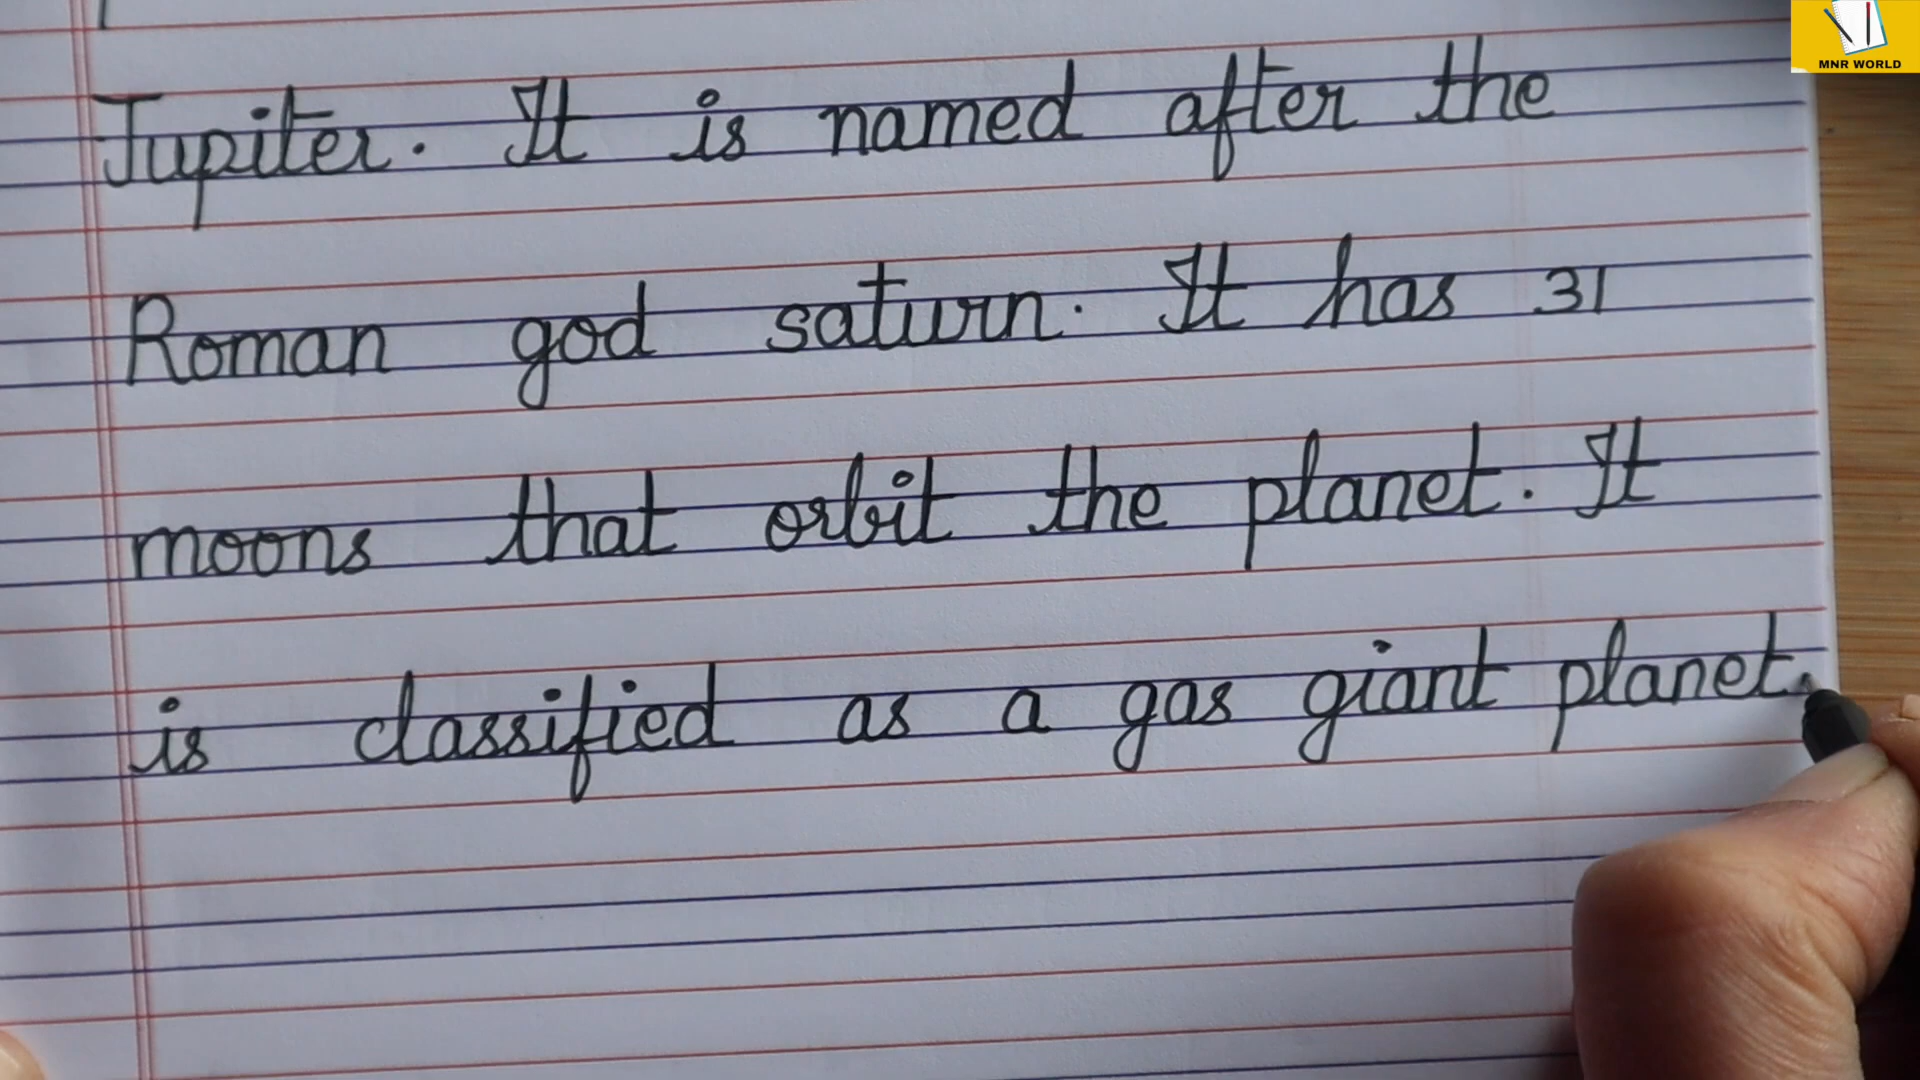 MNR WORLD
Jupiter. It is named after the
Roman god saturn. It has 31
moons that orbit the planet. It
is classified as a gas giant planet.